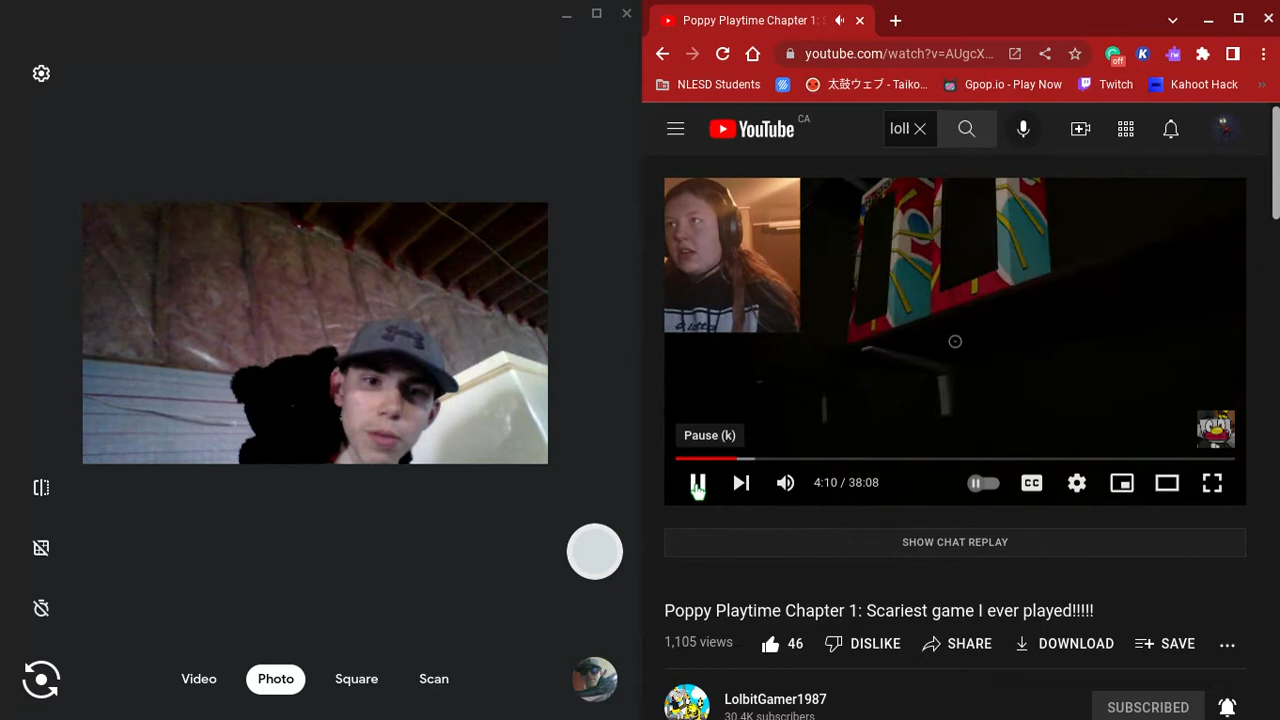 Poppy Playtime Chapter 1: S
youtube.com/watch?v=AUgcX...
off
NLESD Students
太鼓ウェブ - Taiko...
Gpop.io - Play Now
Twitch
Kahoot Hack
»
YouTube CA
loll
Pause (k)
4:10 / 38:08
CC
SHOW CHAT REPLAY
Poppy Playtime Chapter 1: Scariest game I ever played!!!!!
1,105 views
46
DISLIKE
SHARE
DOWNLOAD
SAVE
LolbitGamer1987
30.4K subscribers
SUBSCRIBED
Video
Photo
Square
Scan